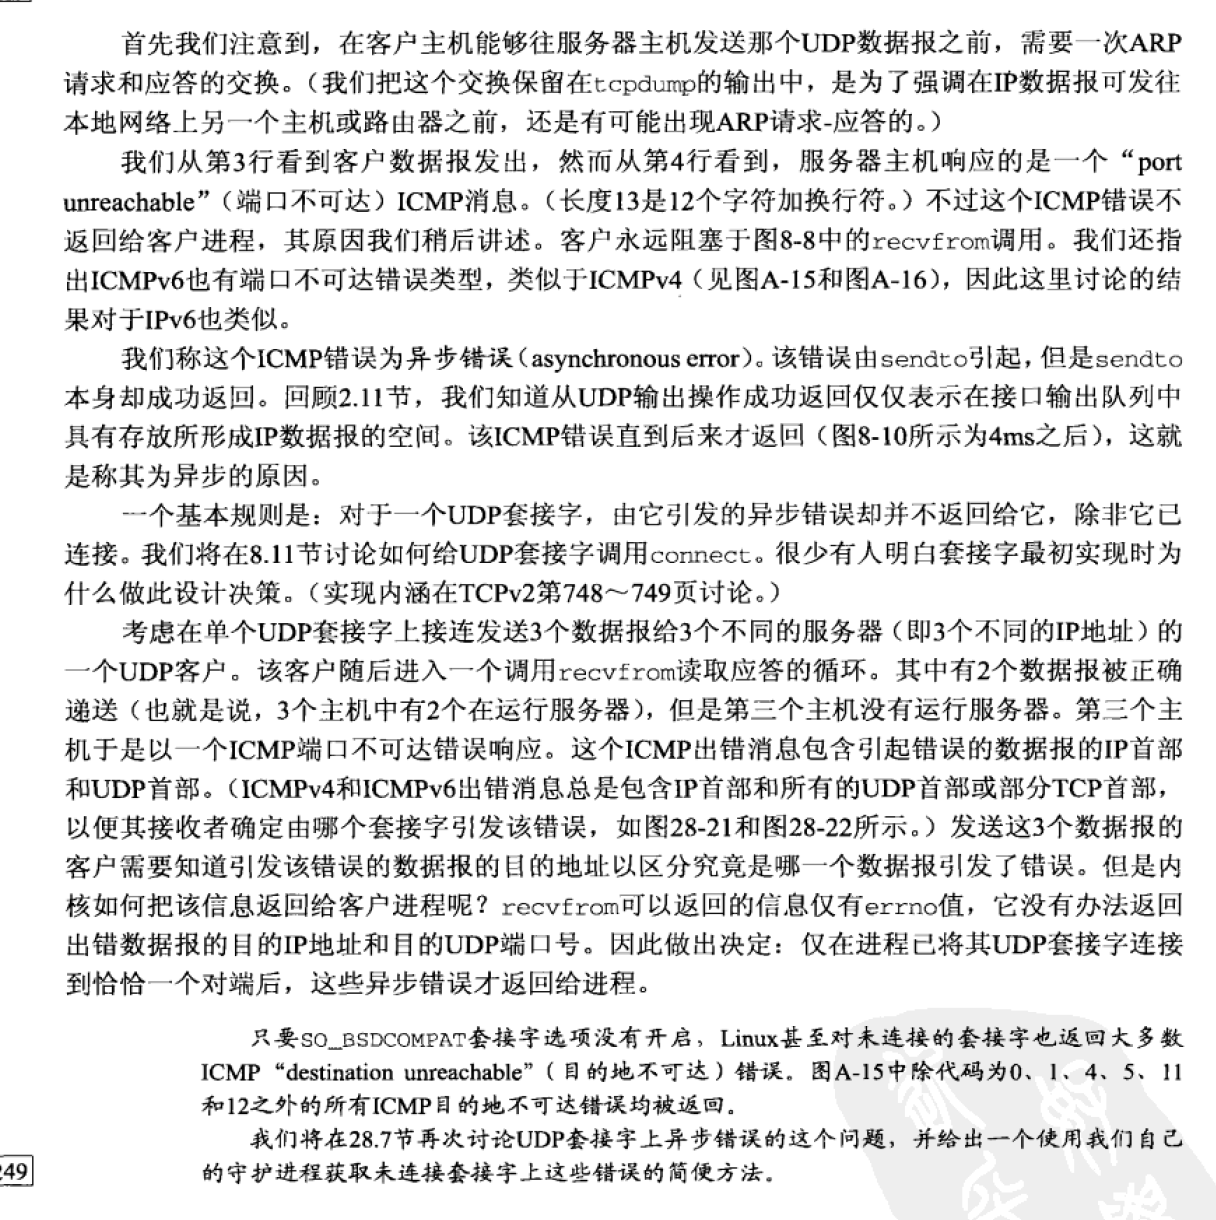 首先我们注意到，在客户主机能够往服务器主机发送那个UDP数据报之前，需要一次ARP
请求和应答的交换。（我们把这个交换保留在tcpdump的输出中，是为了强调在IP数据报可发往
本地网络上另一个主机或路由器之前，还是有可能出现ARP请求-应答的。）
我们从第3行看到客户数据报发出，然而从第4行看到，服务器主机响应的是一个“port
unreachable”（端口不可达）ICMP消息。（长度13是12个字符加换行符。）不过这个ICMP错误不
返回给客户进程，其原因我们稍后讲述。客户永远阻塞于图8-8中的recvfrom调用。我们还指
出ICMPv6也有端口不可达错误类型，类似于ICMPv4（见图A-15和图A-16），因此这里讨论的结
果对于IPv6也类似。
我们称这个ICMP错误为异步错误（asynchronous error）。该错误由sendto引起，但是sendto
本身却成功返回。回顾2.11节，我们知道从UDP输出操作成功返回仅仅表示在接口输出队列中
具有存放所形成IP数据报的空间。该ICMP错误直到后来才返回（图8-10所示为4ms之后），这就
是称其为异步的原因。
一个基本规则是：对于一个UDP套接字，由它引发的异步错误却并不返回给它，除非它已
连接。我们将在8.11节讨论如何给UDP套接字调用connect。很少有人明白套接字最初实现时为
什么做此设计决策。（实现内涵在TCPv2第748～749页讨论。）
考虑在单个UDP套接字上接连发送3个数据报给3个不同的服务器（即3个不同的IP地址）的
一个UDP客户。该客户随后进入一个调用recvfrom读取应答的循环。其中有2个数据报被正确
递送（也就是说，3个主机中有2个在运行服务器），但是第三个主机没有运行服务器。第三个主
机于是以一个ICMP端口不可达错误响应。这个ICMP出错消息包含引起错误的数据报的IP首部
和UDP首部。（ICMPv4和ICMPv6出错消息总是包含IP首部和所有的UDP首部或部分TCP首部，
以便其接收者确定由哪个套接字引发该错误，如图28-21和图28-22所示。）发送这3个数据报的
客户需要知道引发该错误的数据报的目的地址以区分究竟是哪一个数据报引发了错误。但是内
核如何把该信息返回给客户进程呢？recvfrom可以返回的信息仅有errno值，它没有办法返回
出错数据报的目的IP地址和目的UDP端口号。因此做出决定：仅在进程已将其UDP套接字连接
到恰恰一个对端后，这些异步错误才返回给进程。
只要SO_BSDCOMPAT套接字选项没有开启，Linux甚至对未连接的套接字也返回大多数
ICMP“destination unreachable”（目的地不可达）错误。图A-15中除代码为0、1、4、5、11
和12之外的所有ICMP目的地不可达错误均被返回。
我们将在28.7节再次讨论UDP套接字上异步错误的这个问题，并给出一个使用我们自己
的守护进程获取未连接套接字上这些错误的简便方法。
249